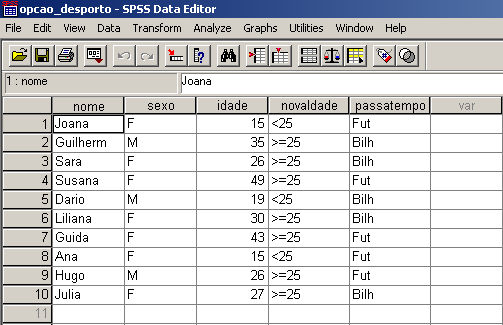 opcao_desporto - SPSS Data Editor
File Edit View Data Transform Analyze Graphs Utilities Window Help
1 : nome Joana
nome sexo idade novaIdade passatempo var
1 Joana F 15 <25 Fut
2 Guilherm M 35 >=25 Bilh
3 Sara F 26 >=25 Bilh
4 Susana F 49 >=25 Fut
5 Dario M 19 <25 Bilh
6 Liliana F 30 >=25 Bilh
7 Guida F 43 >=25 Fut
8 Ana F 15 <25 Fut
9 Hugo M 26 >=25 Fut
10 Julia F 27 >=25 Bilh
11